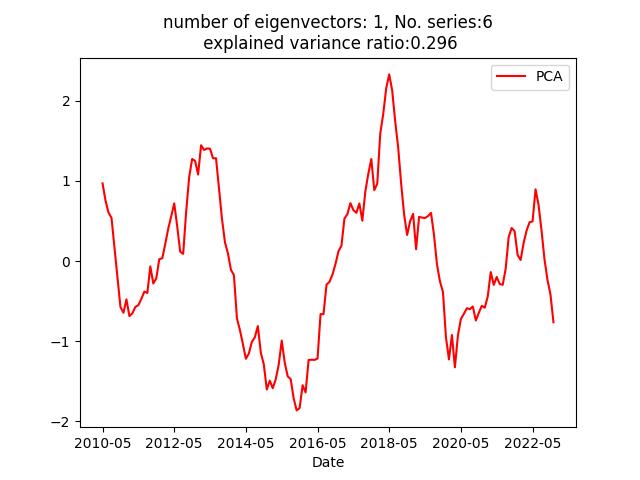 number of eigenvectors: 1, No. series:6
explained variance ratio:0.296
PCA
2
1
0
−1
−2
2010-05 2012-05 2014-05 2016-05 2018-05 2020-05 2022-05
Date